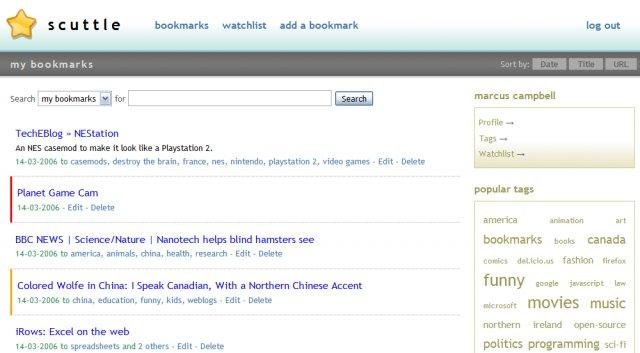 scuttle
bookmarks watchlist add a bookmark log out
my bookmarks
Sort by: Date Title URL
Search my bookmarks for Search
TechEBlog » NEStation
An NES casemod to make it look like a Playstation 2.
14-03-2006 to casemods, destroy the brain, france, nes, nintendo, playstation 2, video games - Edit - Delete
Planet Game Cam
14-03-2006 - Edit - Delete
BBC NEWS | Science/Nature | Nanotech helps blind hamsters see
14-03-2006 to america, animals, china, health, research - Edit - Delete
Colored Wolfe in China: I Speak Canadian, With a Northern Chinese Accent
14-03-2006 to china, education, funny, kids, weblogs - Edit - Delete
iRows: Excel on the web
14-03-2006 to spreadsheets and 2 others - Edit - Delete
marcus campbell
Profile →
Tags →
Watchlist →
popular tags
america animation art
bookmarks books canada
comics del.icio.us fashion firefox
funny google javascript law
microsoft movies music
northern ireland open-source
politics programming sci-fi